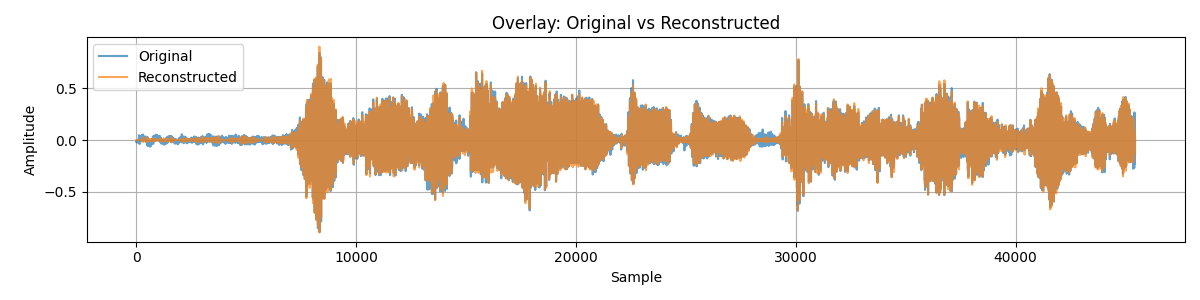 Overlay: Original vs Reconstructed
Original
Reconstructed
Amplitude
0.5
0.0
−0.5
0 10000 20000 30000 40000
Sample